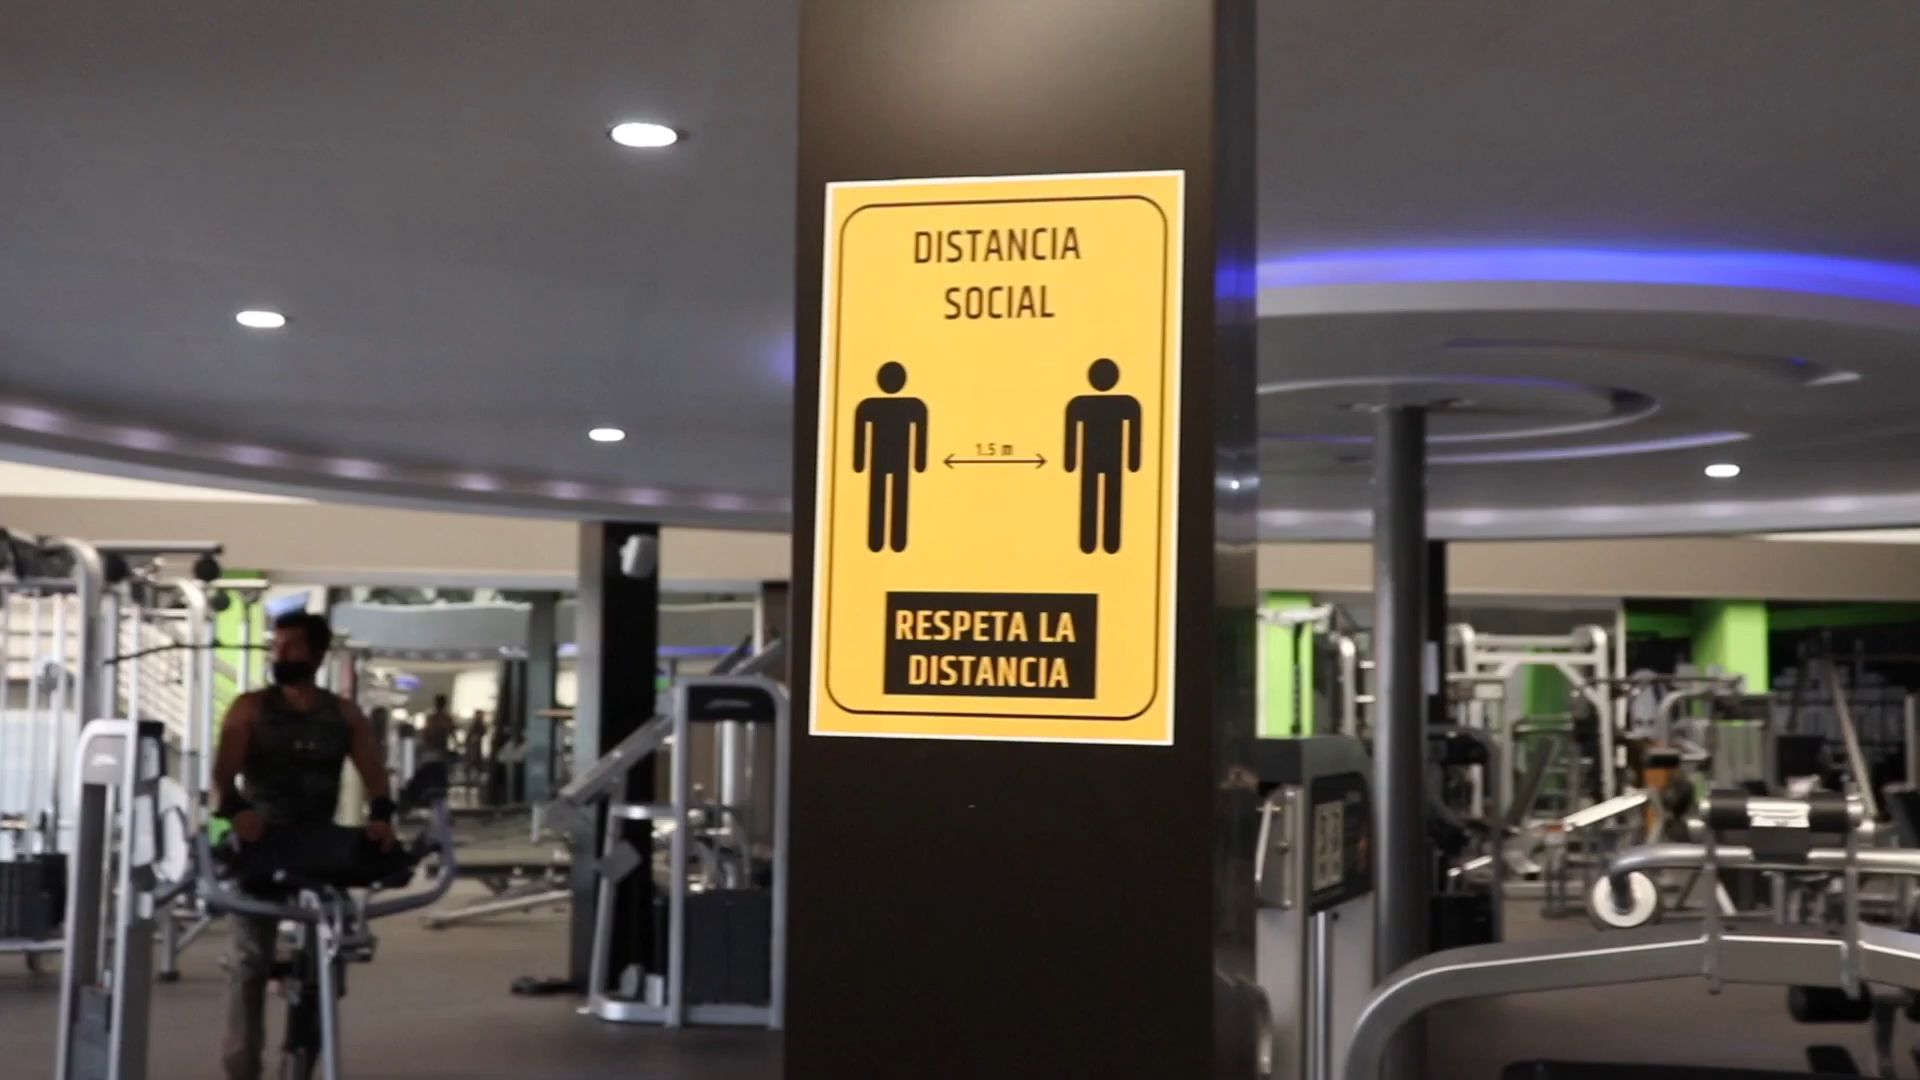 DISTANCIA
SOCIAL
1.5 m
RESPETA LA
DISTANCIA